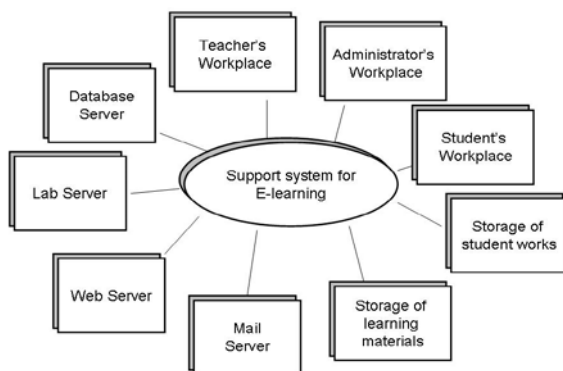 Teacher's
Workplace
Administrator's
Workplace
Database
Server
Student's
Workplace
Support system for
E-learning
Lab Server
Storage of
student works
Web Server
Mail
Server
Storage of
learning
materials